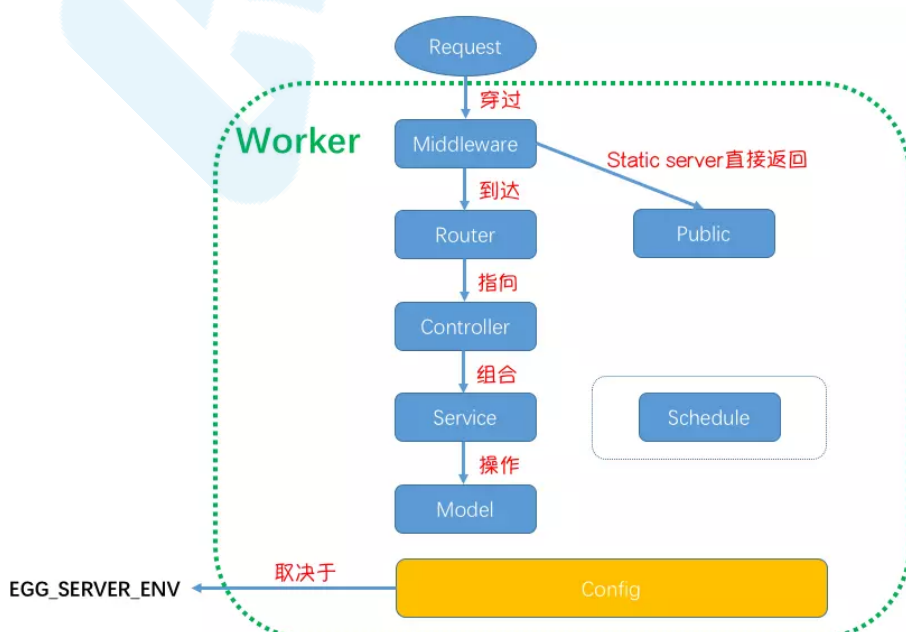 Request
穿过
Worker
Middleware
Static server直接返回
到达
Router
Public
指向
Controller
组合
Service
Schedule
操作
Model
取决于
EGG_SERVER_ENV
Config